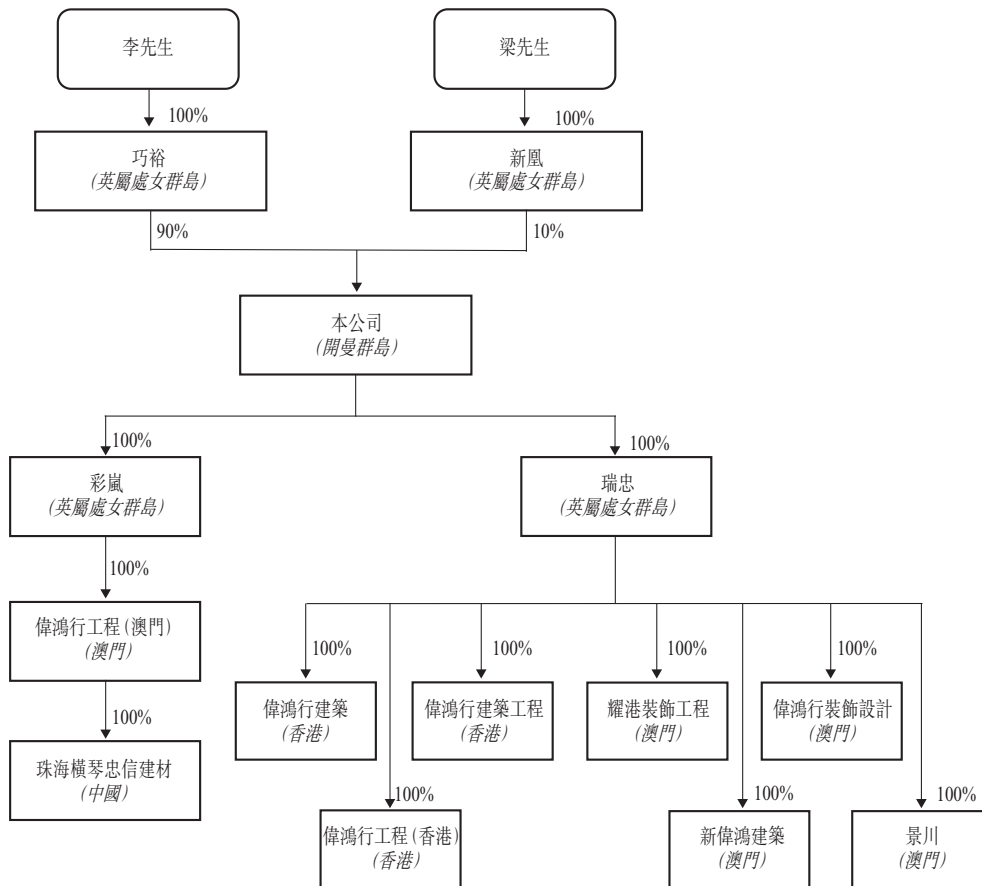 李先生
梁先生
100%
100%
巧裕
(英屬處女群島)
新凰
(英屬處女群島)
90%
10%
本公司
(開曼群島)
100%
100%
彩嵐
(英屬處女群島)
瑞忠
(英屬處女群島)
100%
偉鴻行工程(澳門)
(澳門)
100%
100%
100%
100%
偉鴻行建築
(香港)
偉鴻行建築工程
(香港)
耀港裝飾工程
(澳門)
偉鴻行裝飾設計
(澳門)
100%
珠海橫琴忠信建材
(中國)
100%
100%
100%
偉鴻行工程(香港)
(香港)
新偉鴻建築
(澳門)
景川
(澳門)